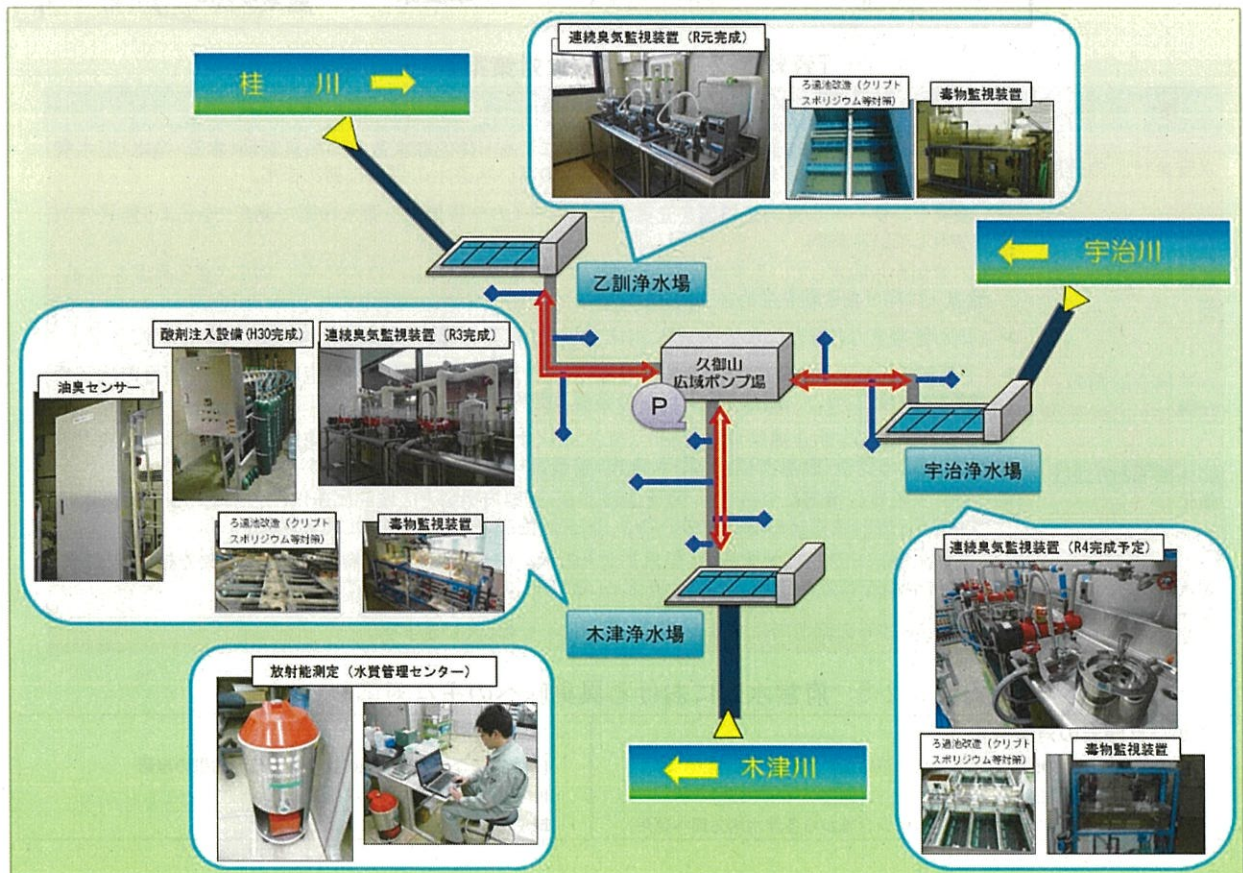 連続臭気監視装置（R元完成）
ろ過池改造（クリプト
スポリジウム等対策）
毒物監視装置
桂　川
乙訓浄水場
宇治川
酸剤注入設備(H30完成)
連続臭気監視装置（R3完成）
油臭センサー
ろ過池改造（クリプト
スポリジウム等対策）
毒物監視装置
久御山
広域ポンプ場
P
宇治浄水場
木津浄水場
連続臭気監視装置（R4完成予定）
ろ過池改造（クリプト
スポリジウム等対策）
毒物監視装置
放射能測定（水質管理センター）
木津川